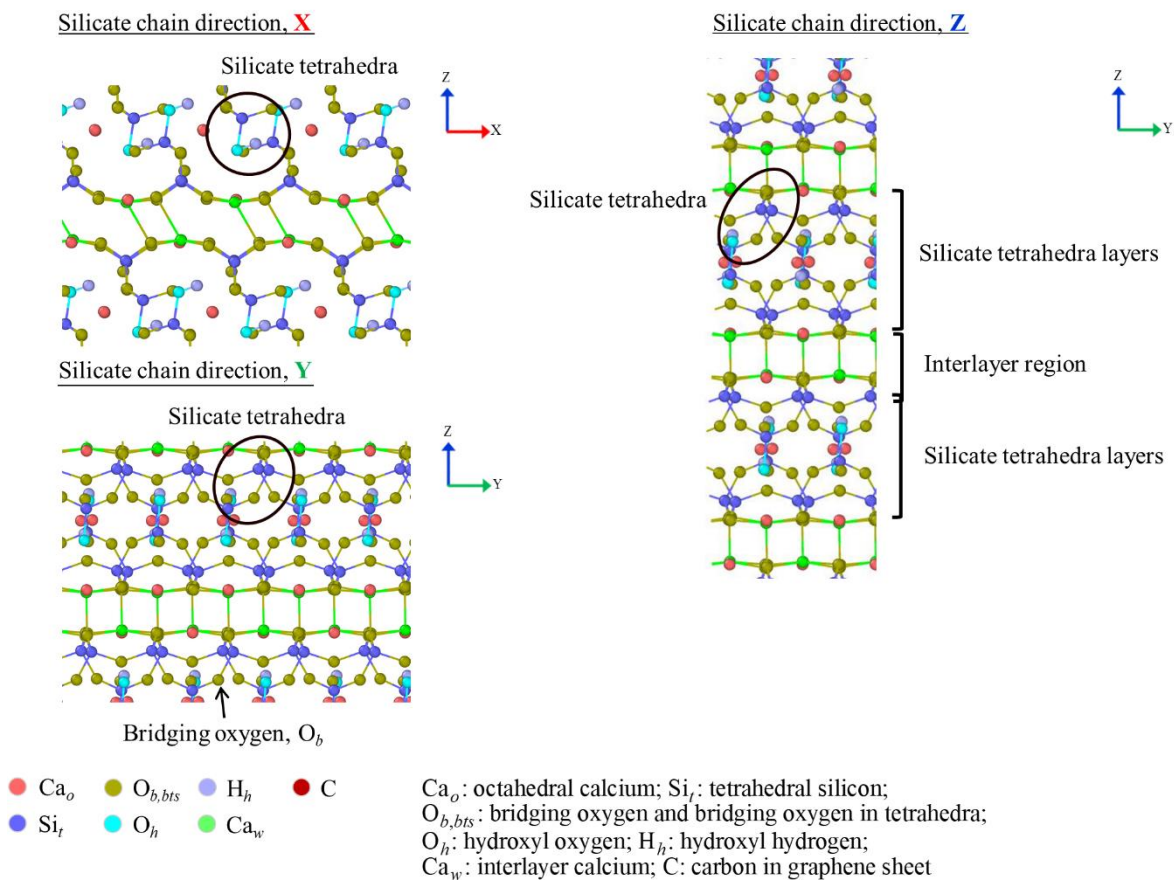 Silicate chain direction, X
Silicate tetrahedra
Z
X
Silicate chain direction, Y
Silicate tetrahedra
Z
Y
Bridging oxygen, Ob
Silicate chain direction, Z
Z
Y
Silicate tetrahedra
Silicate tetrahedra layers
Interlayer region
Silicate tetrahedra layers
Cao Ob,bts Hh C
Sit Oh Caw
Cao: octahedral calcium; Sit: tetrahedral silicon;
Ob,bts: bridging oxygen and bridging oxygen in tetrahedra;
Oh: hydroxyl oxygen; Hh: hydroxyl hydrogen;
Caw: interlayer calcium; C: carbon in graphene sheet